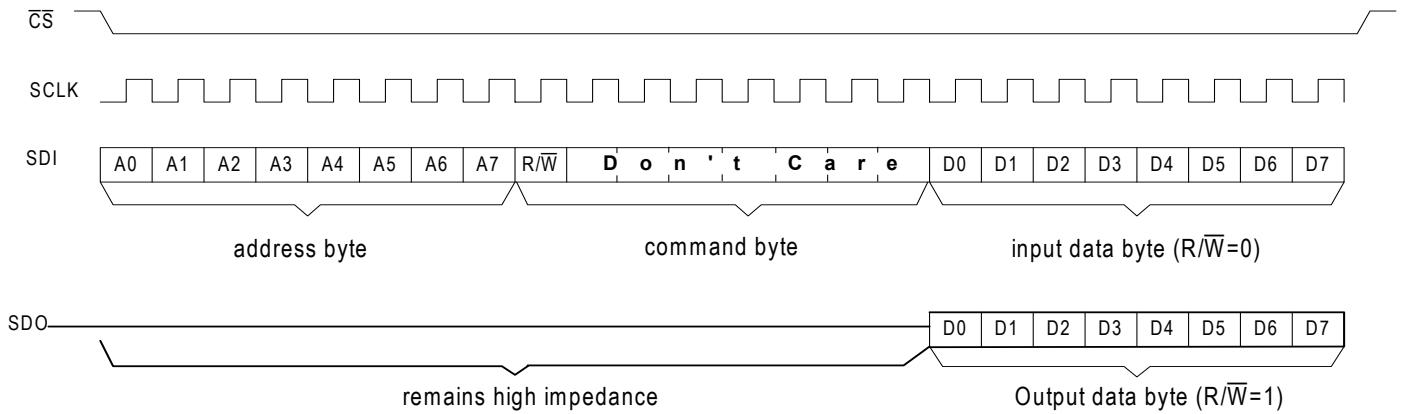 C̅S̅
SCLK
SDI A0 A1 A2 A3 A4 A5 A6 A7 R/W̅ Don't Care D0 D1 D2 D3 D4 D5 D6 D7
address byte command byte input data byte (R/W̅=0)
SDO D0 D1 D2 D3 D4 D5 D6 D7
remains high impedance Output data byte (R/W̅=1)